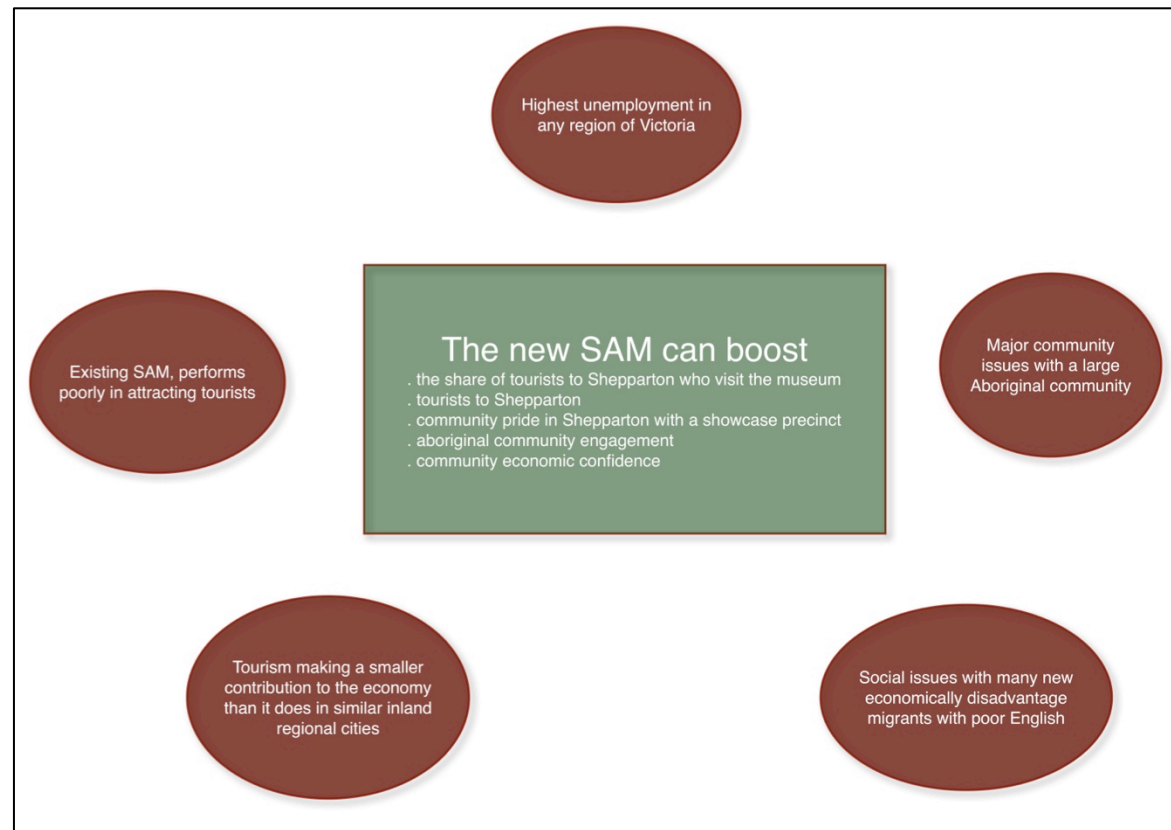 Highest unemployment in
any region of Victoria
The new SAM can boost
. the share of tourists to Shepparton who visit the museum
. tourists to Shepparton
. community pride in Shepparton with a showcase precinct
. aboriginal community engagement
. community economic confidence
Existing SAM, performs
poorly in attracting tourists
Major community
issues with a large
Aboriginal community
Tourism making a smaller
contribution to the economy
than it does in similar inland
regional cities
Social issues with many new
economically disadvantage
migrants with poor English